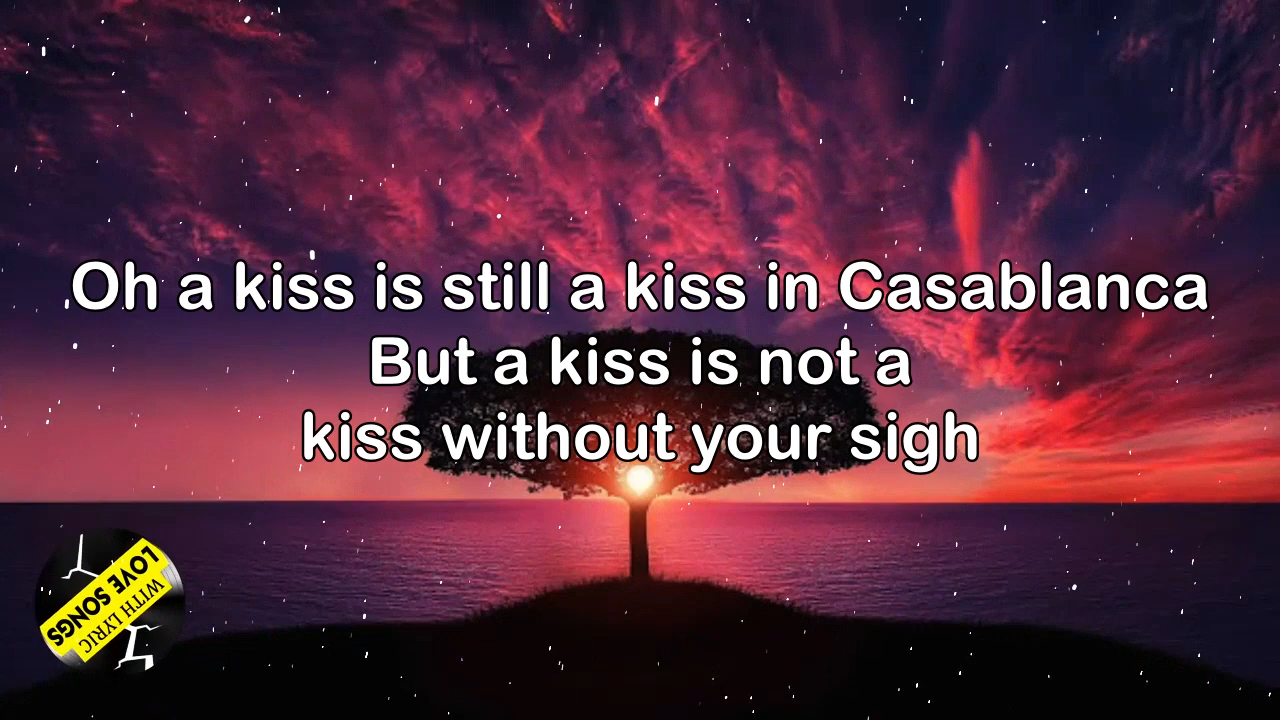 Oh a kiss is still a kiss in Casablanca
But a kiss is not a
kiss without your sigh
LOVE SONGS
WITH LYRIC